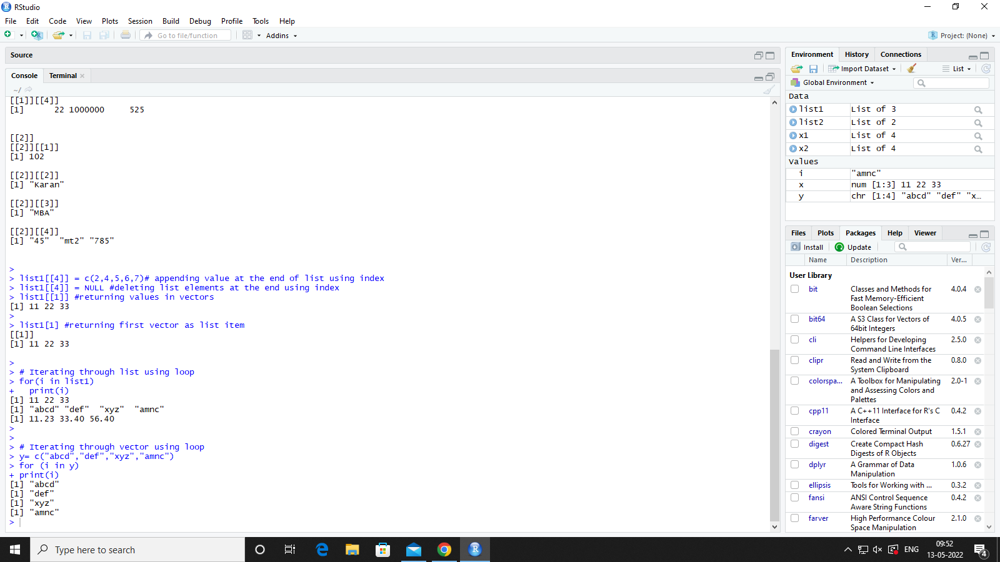 RStudio
File Edit Code View Plots Session Build Debug Profile Tools Help
Go to file/function Addins Project: (None)
Source
Console Terminal
~/
[[1]][[4]]
[1]      22 1000000     525
[[2]]
[[2]][[1]]
[1] 102
[[2]][[2]]
[1] "Karan"
[[2]][[3]]
[1] "MBA"
[[2]][[4]]
[1] "45"  "mt2" "785"
>
> list1[[4]] = c(2,4,5,6,7)# appending value at the end of list using index
> list1[[4]] = NULL #deleting list elements at the end using index
> list1[[1]] #returning values in vectors
[1] 11 22 33
>
> list1[1] #returning first vector as list item
[[1]]
[1] 11 22 33
>
> # Iterating through list using loop
> for(i in list1)
+   print(i)
[1] 11 22 33
[1] "abcd" "def"  "xyz"  "amnc"
[1] 11.23 33.40 56.40
>
>
> # Iterating through vector using loop
> y= c("abcd","def","xyz","amnc")
> for (i in y)
+ print(i)
[1] "abcd"
[1] "def"
[1] "xyz"
[1] "amnc"
>
Environment History Connections
Import Dataset List
Global Environment
Data
list1 List of 3
list2 List of 2
x1 List of 4
x2 List of 4
Values
i "amnc"
x num [1:3] 11 22 33
y chr [1:4] "abcd" "def" "x…
Files Plots Packages Help Viewer
Install Update
Name Description Ver...
User Library
bit Classes and Methods for 4.0.4
Fast Memory-Efficient
Boolean Selections
bit64 A S3 Class for Vectors of 4.0.5
64bit Integers
cli Helpers for Developing 2.5.0
Command Line Interfaces
clipr Read and Write from the 0.8.0
System Clipboard
colorspa... A Toolbox for Manipulating 2.0-1
and Assessing Colors and
Palettes
cpp11 A C++11 Interface for R's C 0.4.2
Interface
crayon Colored Terminal Output 1.5.1
digest Create Compact Hash 0.6.27
Digests of R Objects
dplyr A Grammar of Data 1.0.6
Manipulation
ellipsis Tools for Working with ... 0.3.2
fansi ANSI Control Sequence 0.4.2
Aware String Functions
farver High Performance Colour 2.1.0
Space Manipulation
Type here to search
ENG
09:52
13-05-2022
4